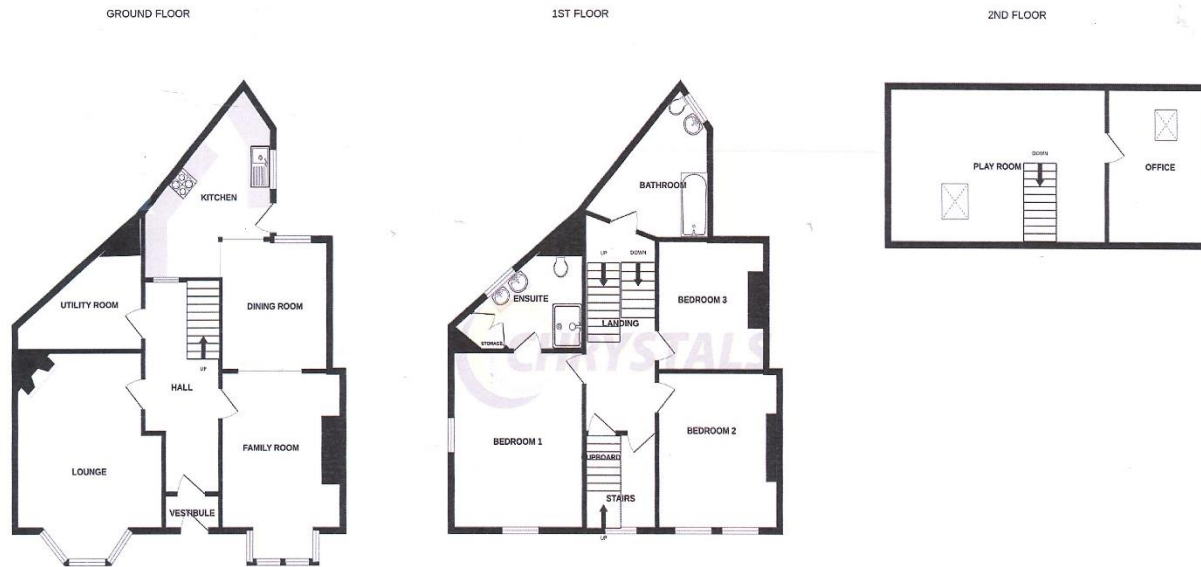 GROUND FLOOR
1ST FLOOR
2ND FLOOR
KITCHEN
UTILITY ROOM
DINING ROOM
UP
HALL
LOUNGE
FAMILY ROOM
VESTIBULE
BATHROOM
UP
DOWN
ENSUITE
STORAGE
LANDING
BEDROOM 3
BEDROOM 1
BEDROOM 2
CUPBOARD
STAIRS
UP
CHRYSTALS
DOWN
PLAY ROOM
OFFICE